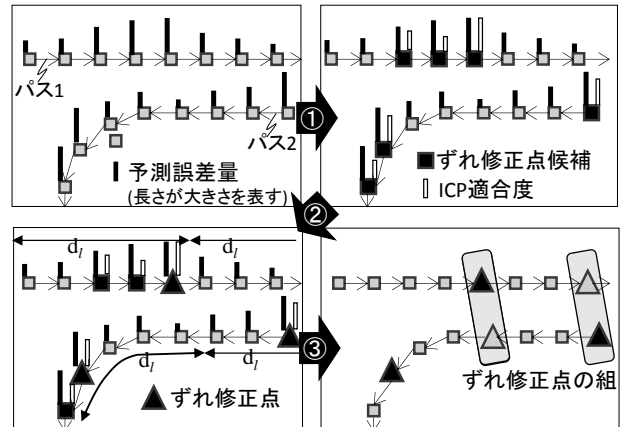 パス1
パス2
予測誤差量
(長さが大きさを表す)
①
ずれ修正点候補
ICP適合度
②
d_l
d_l
d_l
d_l
ずれ修正点
③
ずれ修正点の組